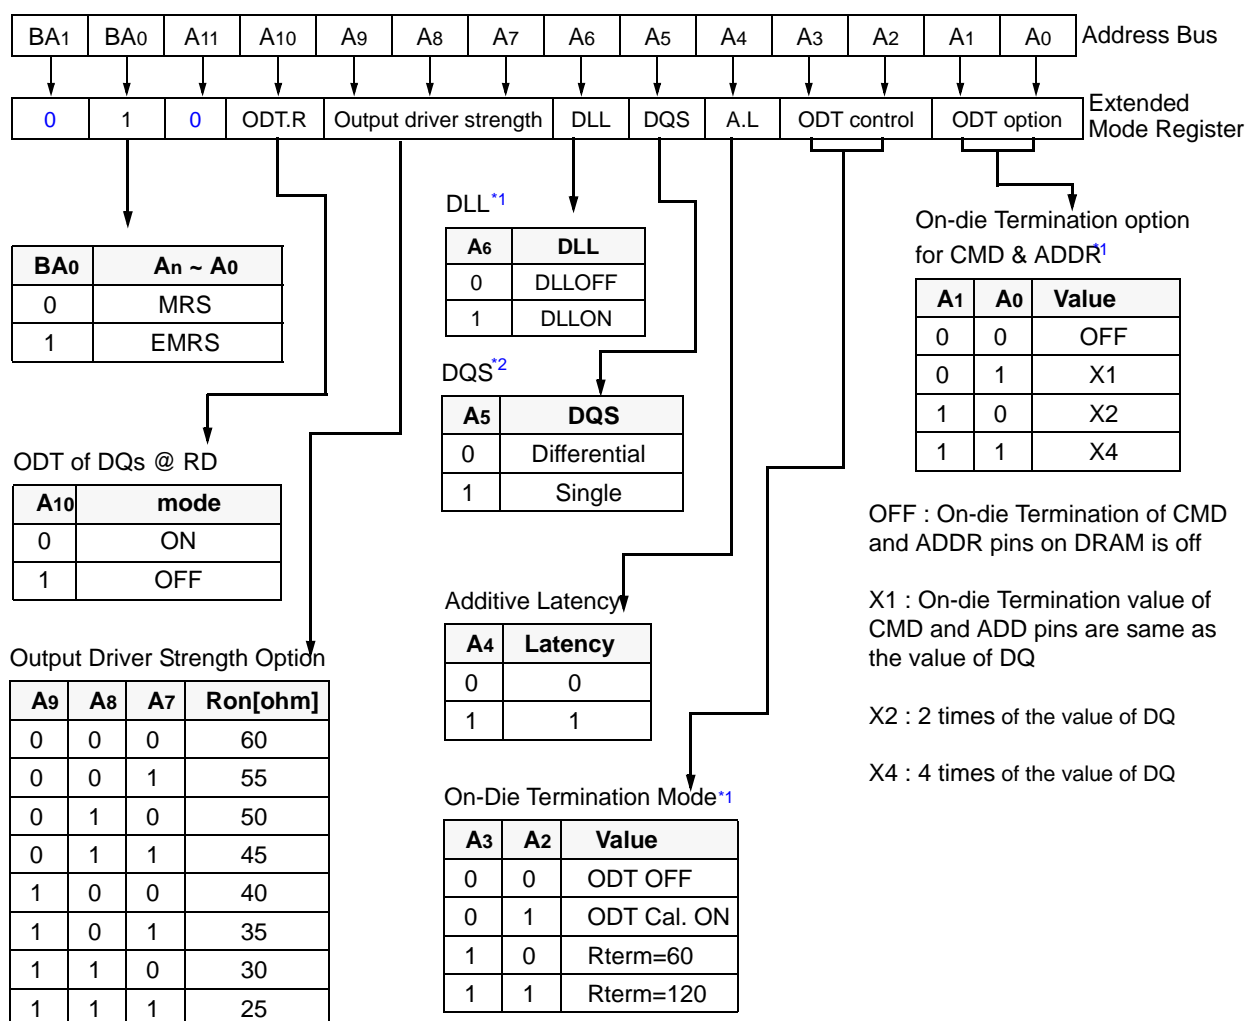 BA1 BA0 A11 A10 A9 A8 A7 A6 A5 A4 A3 A2 A1 A0 Address Bus
0 1 0 ODT.R Output driver strength DLL DQS A.L ODT control ODT option Extended Mode Register
BA0 An ~ A0
0 MRS
1 EMRS
ODT of DQs @ RD
A10 mode
0 ON
1 OFF
Output Driver Strength Option
A9 A8 A7 Ron[ohm]
0 0 0 60
0 0 1 55
0 1 0 50
0 1 1 45
1 0 0 40
1 0 1 35
1 1 0 30
1 1 1 25
DLL*1
A6 DLL
0 DLLOFF
1 DLLON
DQS*2
A5 DQS
0 Differential
1 Single
Additive Latency
A4 Latency
0 0
1 1
On-Die Termination Mode*1
A3 A2 Value
0 0 ODT OFF
0 1 ODT Cal. ON
1 0 Rterm=60
1 1 Rterm=120
On-die Termination option
for CMD & ADDR*1
A1 A0 Value
0 0 OFF
0 1 X1
1 0 X2
1 1 X4
OFF : On-die Termination of CMD
and ADDR pins on DRAM is off
X1 : On-die Termination value of
CMD and ADD pins are same as
the value of DQ
X2 : 2 times of the value of DQ
X4 : 4 times of the value of DQ